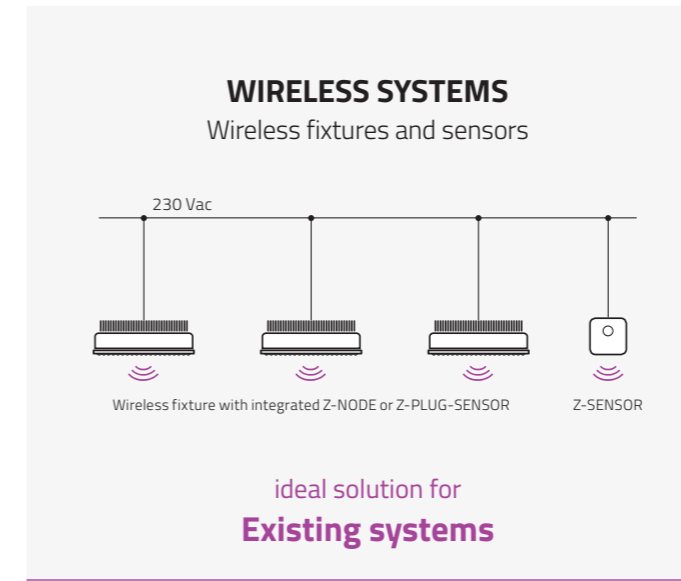 WIRELESS SYSTEMS
Wireless fixtures and sensors
230 Vac
Wireless fixture with integrated Z-NODE or Z-PLUG-SENSOR
Z-SENSOR
ideal solution for
Existing systems